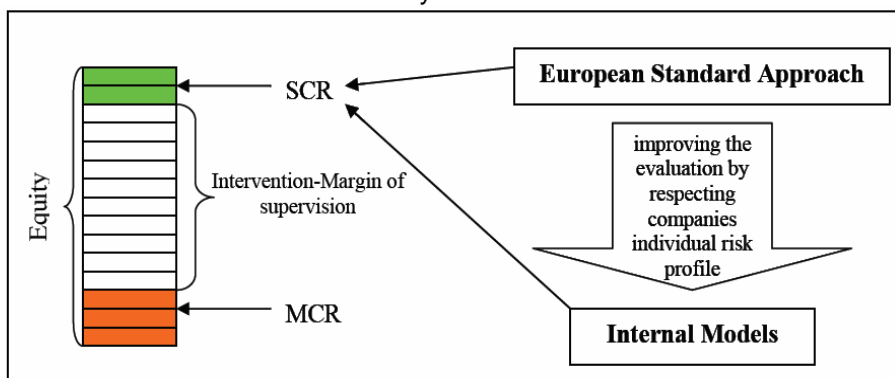 European Standard Approach
SCR
improving the
evaluation by
respecting
companies
individual risk
profile
Intervention-Margin of
supervision
Equity
MCR
Internal Models